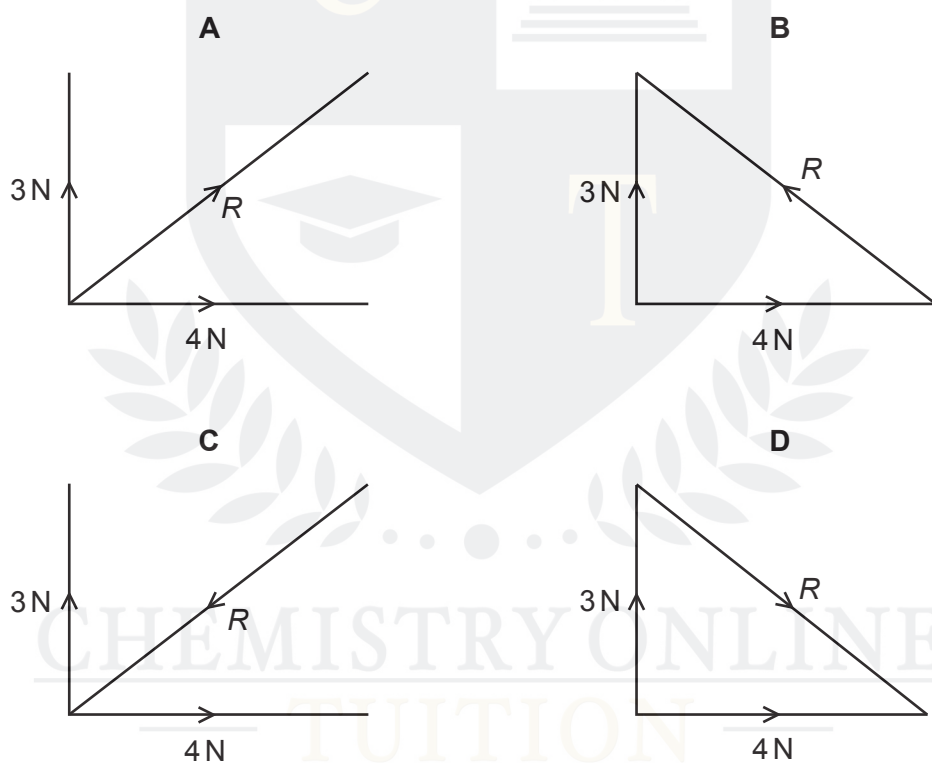 A B
3 N R 3 N R
4 N 4 N
C D
3 N R 3 N R
4 N 4 N
T
CHEMISTRY ONLINE
TUITION